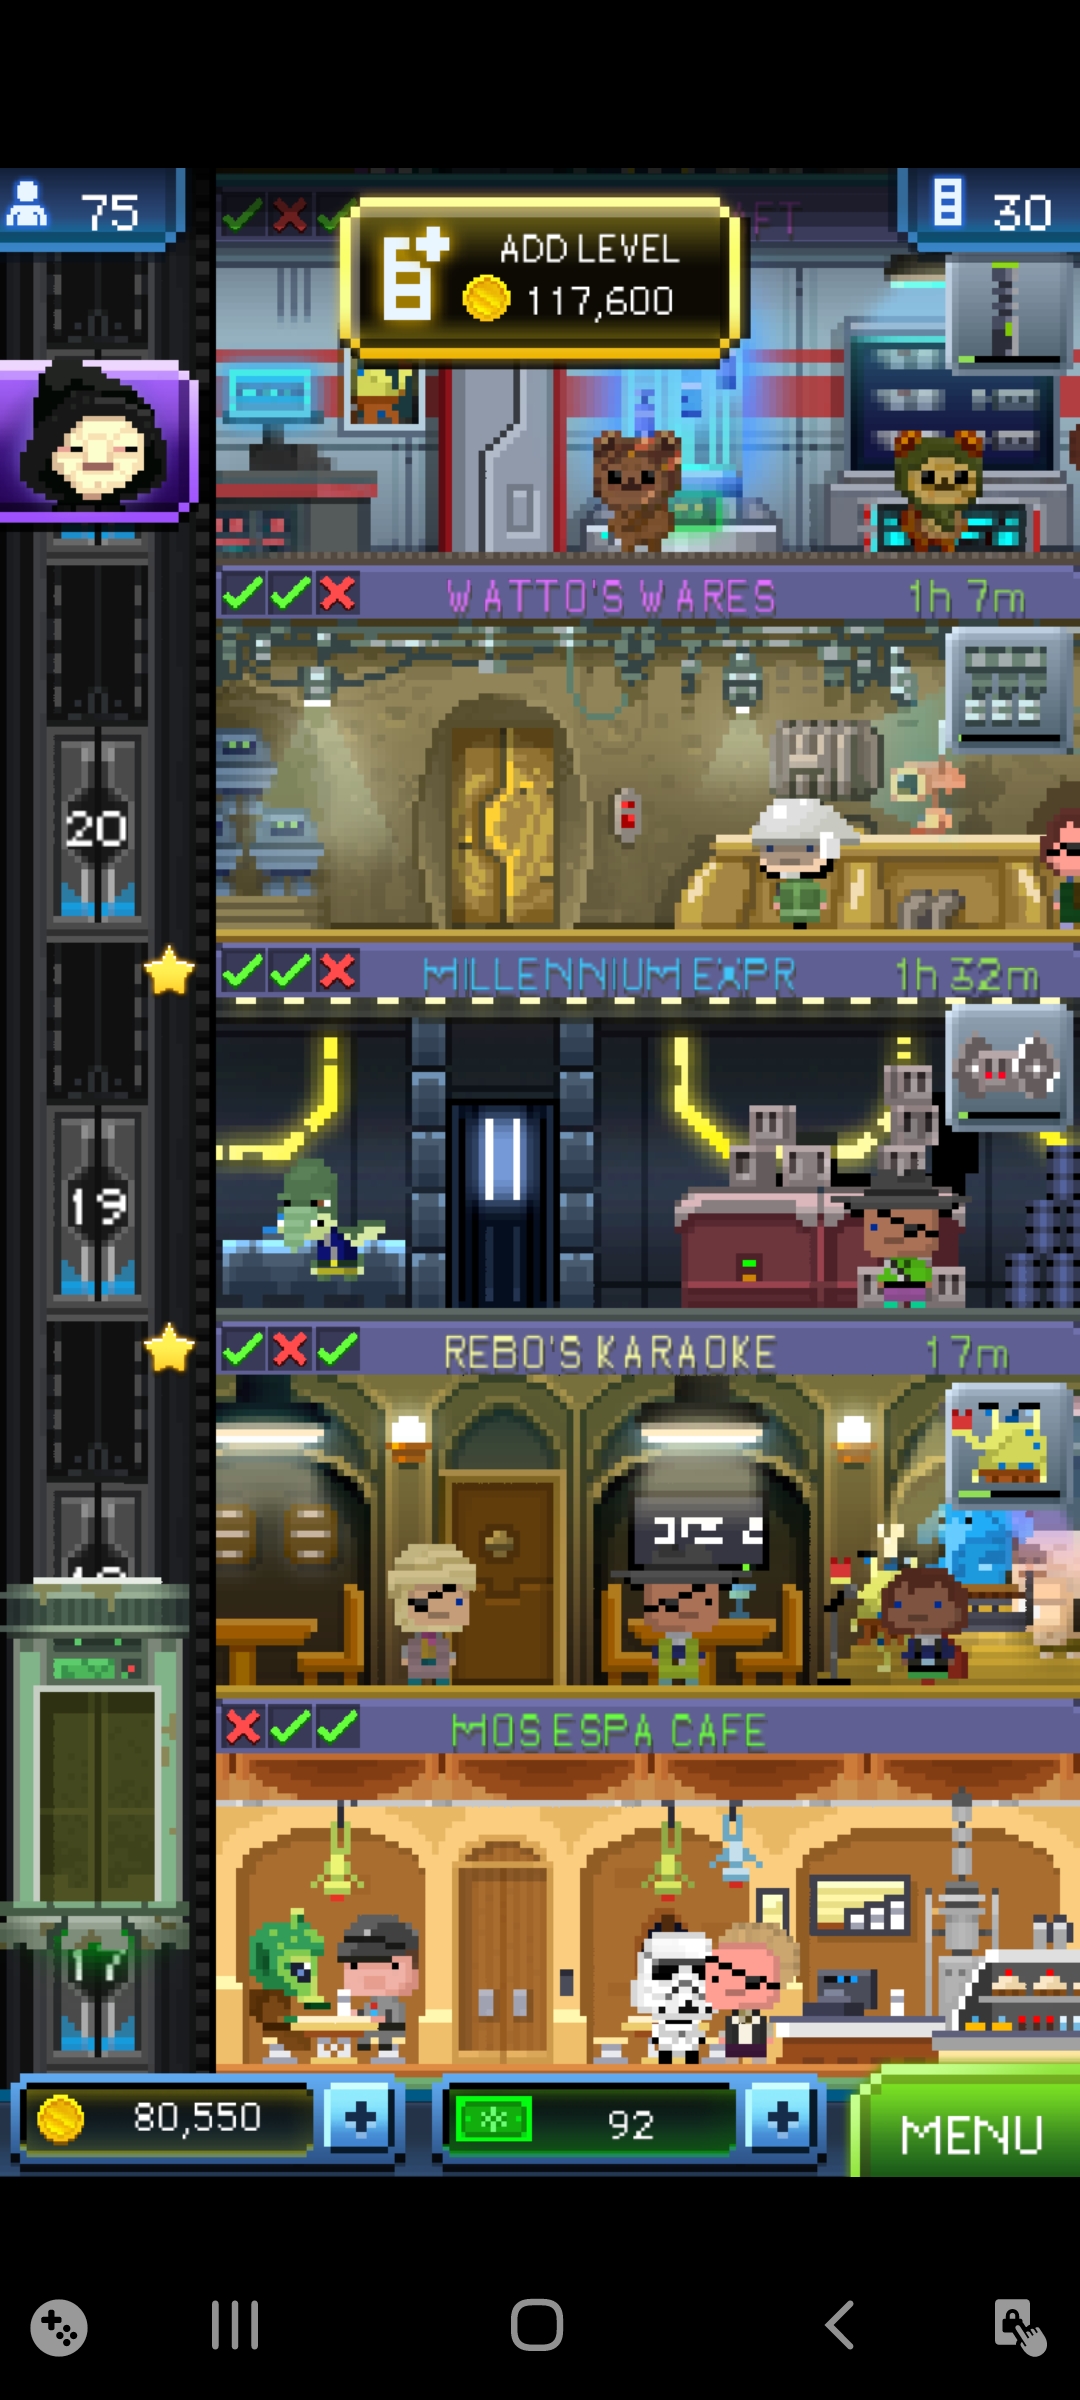 75
FT
30
ADD LEVEL
117,600
WATTO'S WARES 1h 7m
20
MILLENNIUM EXPR 1h 32m
19
REBO'S KARAOKE 17m
MOS ESPA CAFE
17
80,550
92
MENU